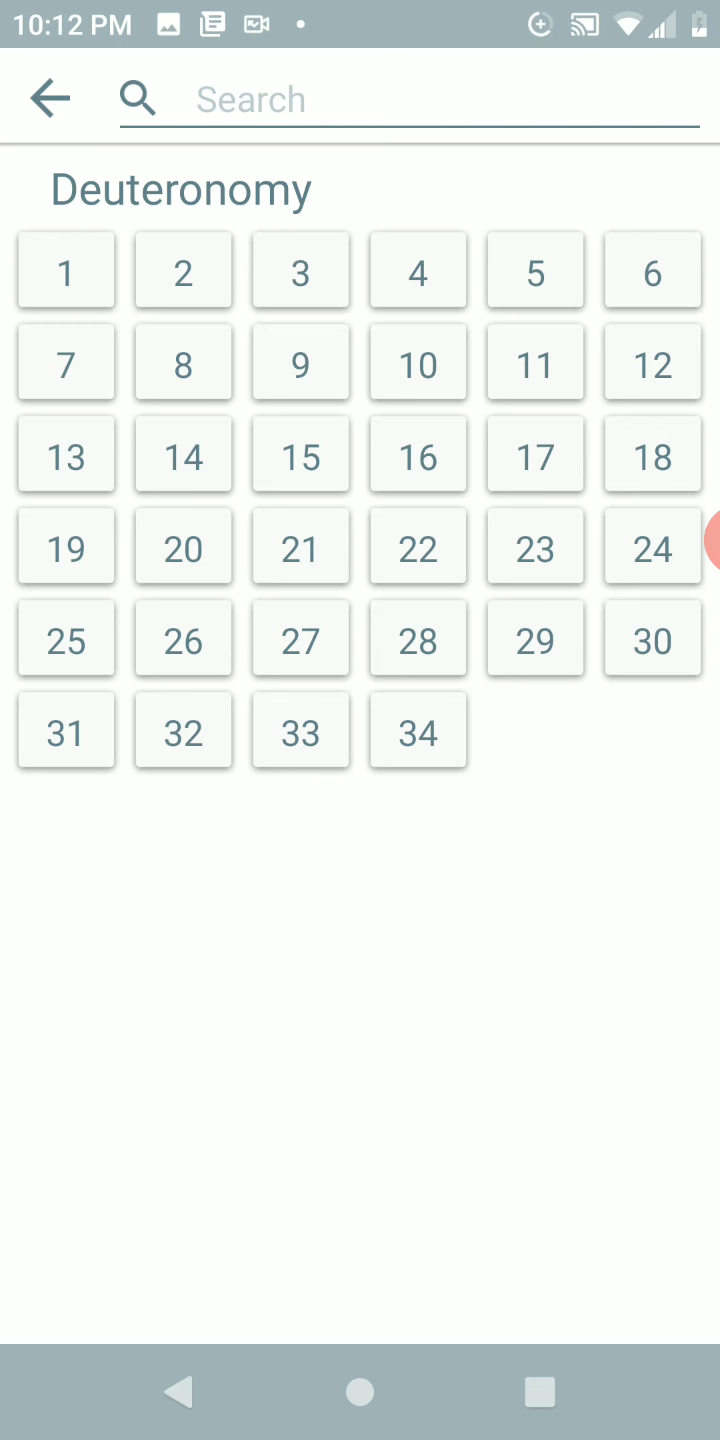 10:12 PM
Search
Deuteronomy
1 2 3 4 5 6
7 8 9 10 11 12
13 14 15 16 17 18
19 20 21 22 23 24
25 26 27 28 29 30
31 32 33 34